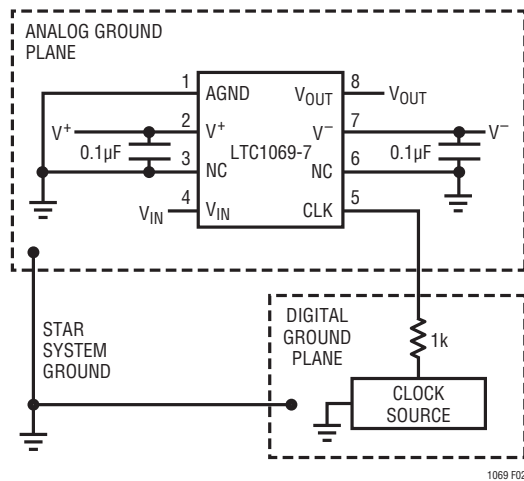 ANALOG GROUND
PLANE
1
AGND
8
VOUT
VOUT
V+
2
V+
7
V−
V−
0.1µF
LTC1069-7
0.1µF
3
NC
6
NC
4
VIN
VIN
5
CLK
STAR
SYSTEM
GROUND
DIGITAL
GROUND
PLANE
1k
CLOCK
SOURCE
1069 F02